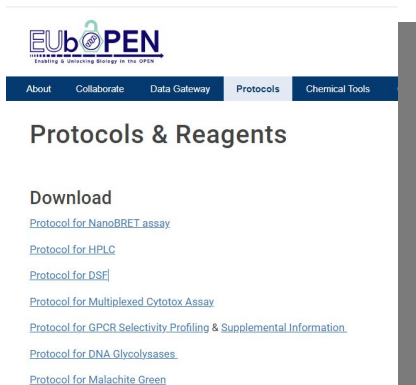 EUbOPEN
Enabling & Unlocking Biology in the OPEN
About Collaborate Data Gateway Protocols Chemical Tools
Protocols & Reagents
Download
Protocol for NanoBRET assay
Protocol for HPLC
Protocol for DSF
Protocol for Multiplexed Cytotox Assay
Protocol for GPCR Selectivity Profiling & Supplemental Information
Protocol for DNA Glycolysases
Protocol for Malachite Green